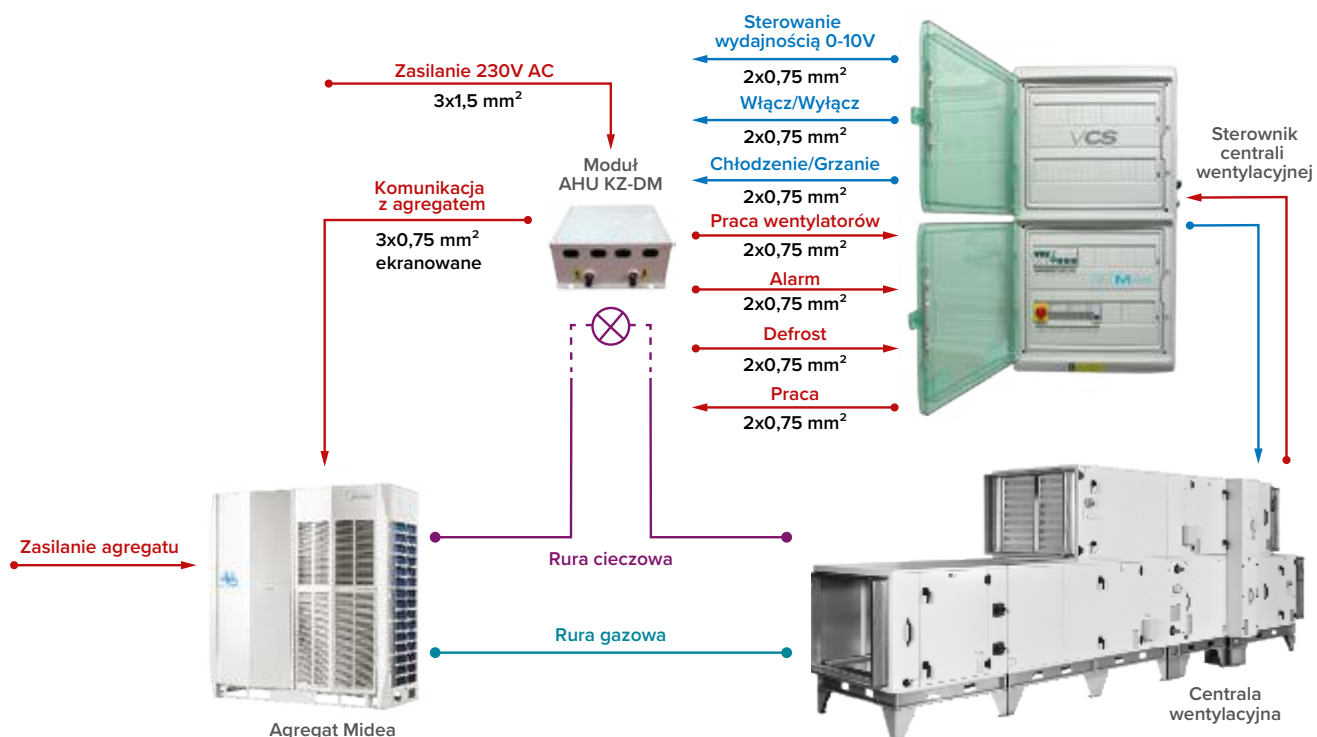 Sterowanie
wydajnością 0-10V
2x0,75 mm²
Zasilanie 230V AC
3x1,5 mm²
Włącz/Wyłącz
2x0,75 mm²
VCS
Sterownik
centrali
wentylacyjnej
Moduł
AHU KZ-DM
Chłodzenie/Grzanie
2x0,75 mm²
Komunikacja
z agregatem
3x0,75 mm²
ekranowane
Praca wentylatorów
2x0,75 mm²
Alarm
2x0,75 mm²
Defrost
2x0,75 mm²
Praca
2x0,75 mm²
Zasilanie agregatu
Rura cieczowa
Rura gazowa
Agregat Midea
Centrala
wentylacyjna